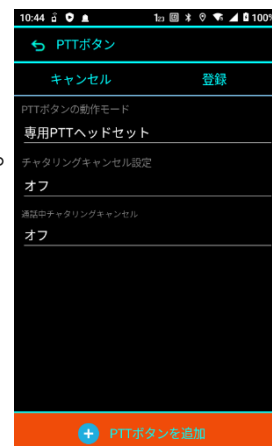 10:44
100%
PTTボタン
キャンセル 登録
PTTボタンの動作モード
専用PTTヘッドセット
チャタリングキャンセル設定
オフ
通話中チャタリングキャンセル
オフ
PTTボタンを追加